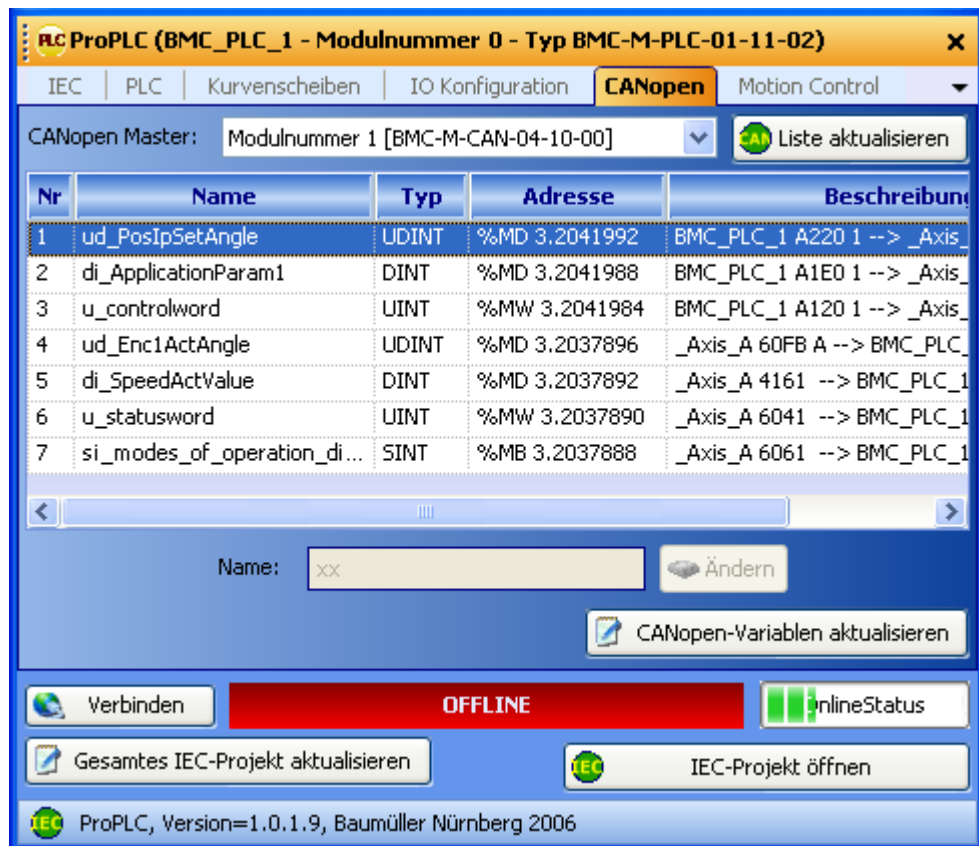 PLC ProPLC (BMC_PLC_1 - Modulnummer 0 - Typ BMC-M-PLC-01-11-02)
IEC PLC Kurvenscheiben IO Konfiguration CANopen Motion Control
CANopen Master: Modulnummer 1 [BMC-M-CAN-04-10-00] CAN Liste aktualisieren
Nr Name Typ Adresse Beschreibung
1 ud_PosIpSetAngle UDINT %MD 3.2041992 BMC_PLC_1 A220 1 --> _Axis_
2 di_ApplicationParam1 DINT %MD 3.2041988 BMC_PLC_1 A1E0 1 --> _Axis_
3 u_controlword UINT %MW 3.2041984 BMC_PLC_1 A120 1 --> _Axis_
4 ud_Enc1ActAngle UDINT %MD 3.2037896 _Axis_A 60FB A --> BMC_PLC_
5 di_SpeedActValue DINT %MD 3.2037892 _Axis_A 4161 --> BMC_PLC_1
6 u_statusword UINT %MW 3.2037890 _Axis_A 6041 --> BMC_PLC_1
7 si_modes_of_operation_di... SINT %MB 3.2037888 _Axis_A 6061 --> BMC_PLC_1
Name: xx Ändern
CANopen-Variablen aktualisieren
Verbinden OFFLINE OnlineStatus
Gesamtes IEC-Projekt aktualisieren IEC IEC-Projekt öffnen
IEC ProPLC, Version=1.0.1.9, Baumüller Nürnberg 2006